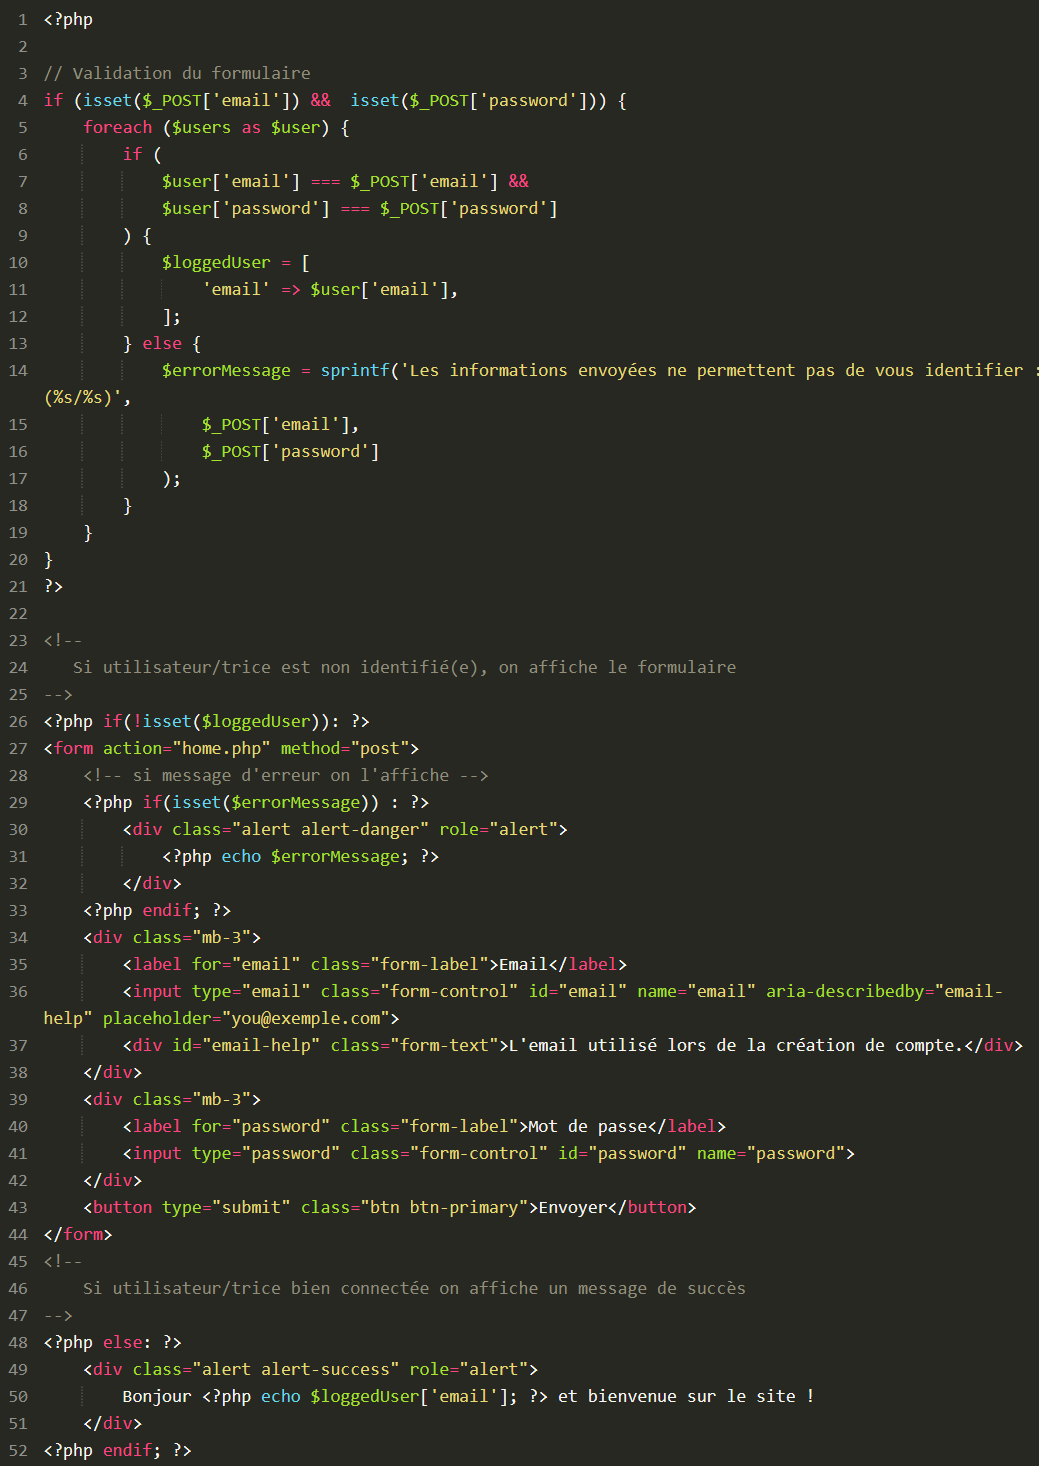 1 <?php
2
3 // Validation du formulaire
4 if (isset($_POST['email']) &&  isset($_POST['password'])) {
5     foreach ($users as $user) {
6         if (
7             $user['email'] === $_POST['email'] &&
8             $user['password'] === $_POST['password']
9         ) {
10             $loggedUser = [
11                 'email' => $user['email'],
12             ];
13         } else {
14             $errorMessage = sprintf('Les informations envoyées ne permettent pas de vous identifier :
(%s/%s)',
15                 $_POST['email'],
16                 $_POST['password']
17             );
18         }
19     }
20 }
21 ?>
22
23 <!--
24    Si utilisateur/trice est non identifié(e), on affiche le formulaire
25 -->
26 <?php if(!isset($loggedUser)): ?>
27 <form action="home.php" method="post">
28     <!-- si message d'erreur on l'affiche -->
29     <?php if(isset($errorMessage)) : ?>
30         <div class="alert alert-danger" role="alert">
31             <?php echo $errorMessage; ?>
32         </div>
33     <?php endif; ?>
34     <div class="mb-3">
35         <label for="email" class="form-label">Email</label>
36         <input type="email" class="form-control" id="email" name="email" aria-describedby="email-
help" placeholder="you@exemple.com">
37         <div id="email-help" class="form-text">L'email utilisé lors de la création de compte.</div>
38     </div>
39     <div class="mb-3">
40         <label for="password" class="form-label">Mot de passe</label>
41         <input type="password" class="form-control" id="password" name="password">
42     </div>
43     <button type="submit" class="btn btn-primary">Envoyer</button>
44 </form>
45 <!--
46     Si utilisateur/trice bien connectée on affiche un message de succès
47 -->
48 <?php else: ?>
49     <div class="alert alert-success" role="alert">
50         Bonjour <?php echo $loggedUser['email']; ?> et bienvenue sur le site !
51     </div>
52 <?php endif; ?>